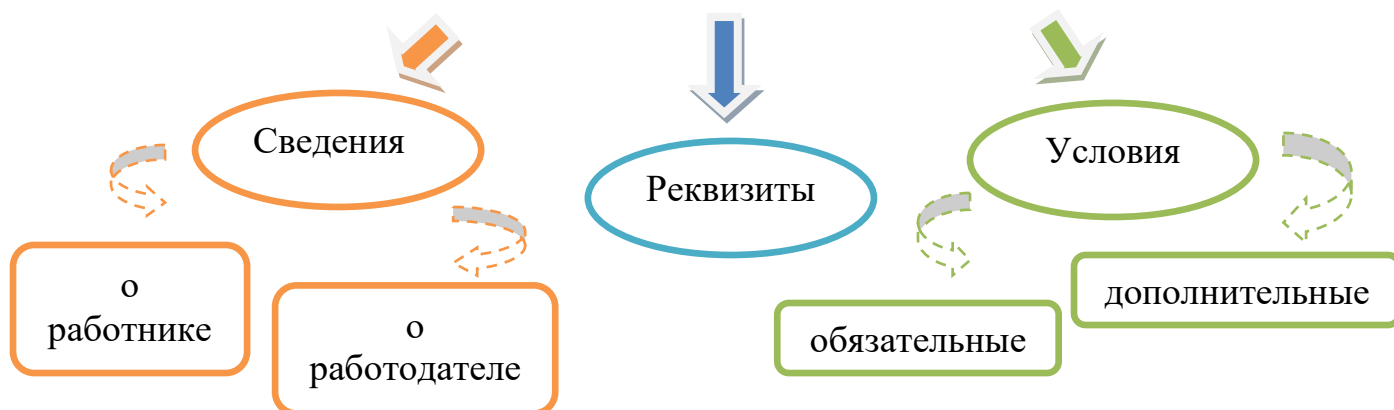 Сведения
Реквизиты
Условия
о
работнике
о
работодателе
обязательные
дополнительные